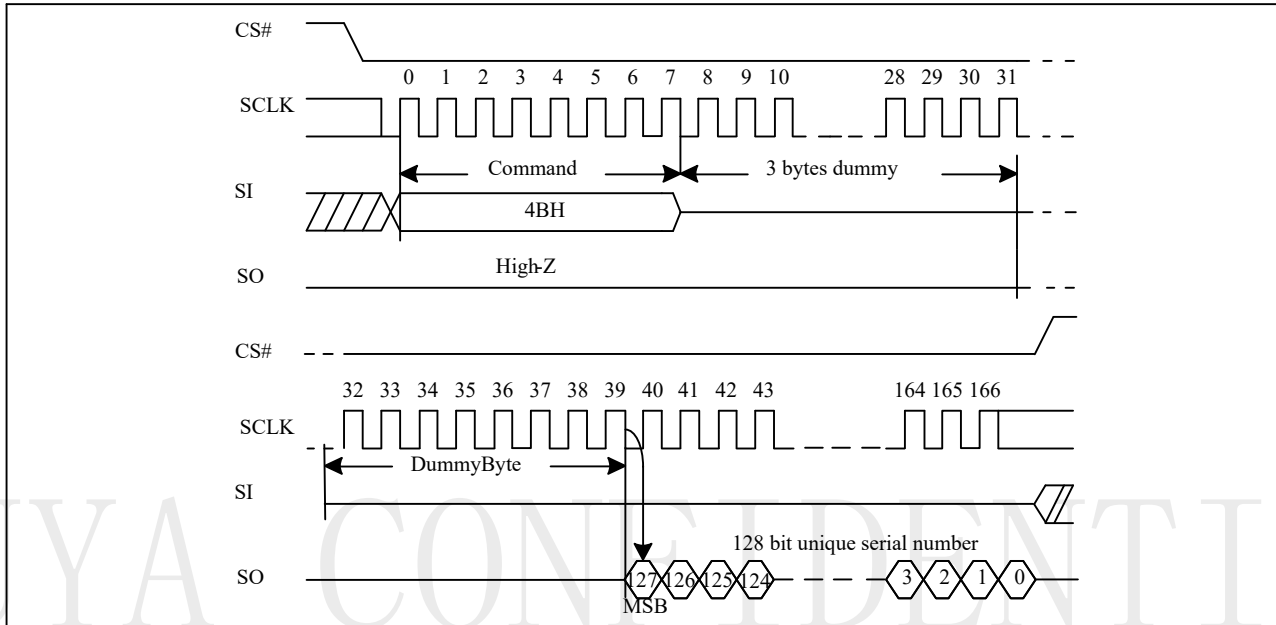 CS#
0 1 2 3 4 5 6 7 8 9 10 28 29 30 31
SCLK
Command 3 bytes dummy
SI
4BH
High-Z
SO
CS#
32 33 34 35 36 37 38 39 40 41 42 43 164 165 166
SCLK
DummyByte
SI
128 bit unique serial number
SO
127 126 125 124 3 2 1 0
MSB
UYA CONFIDENTI